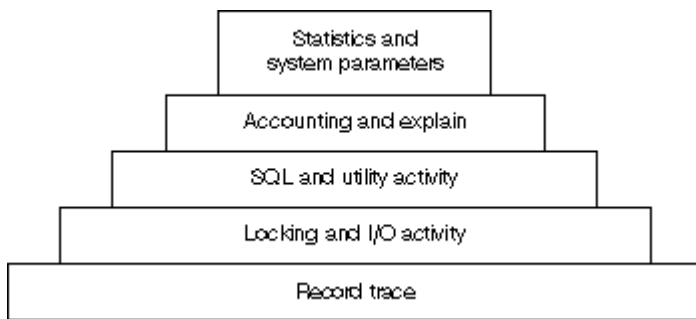 Statistics and
system parameters
Accounting and explain
SQL and utility activity
Locking and I/O activity
Record trace